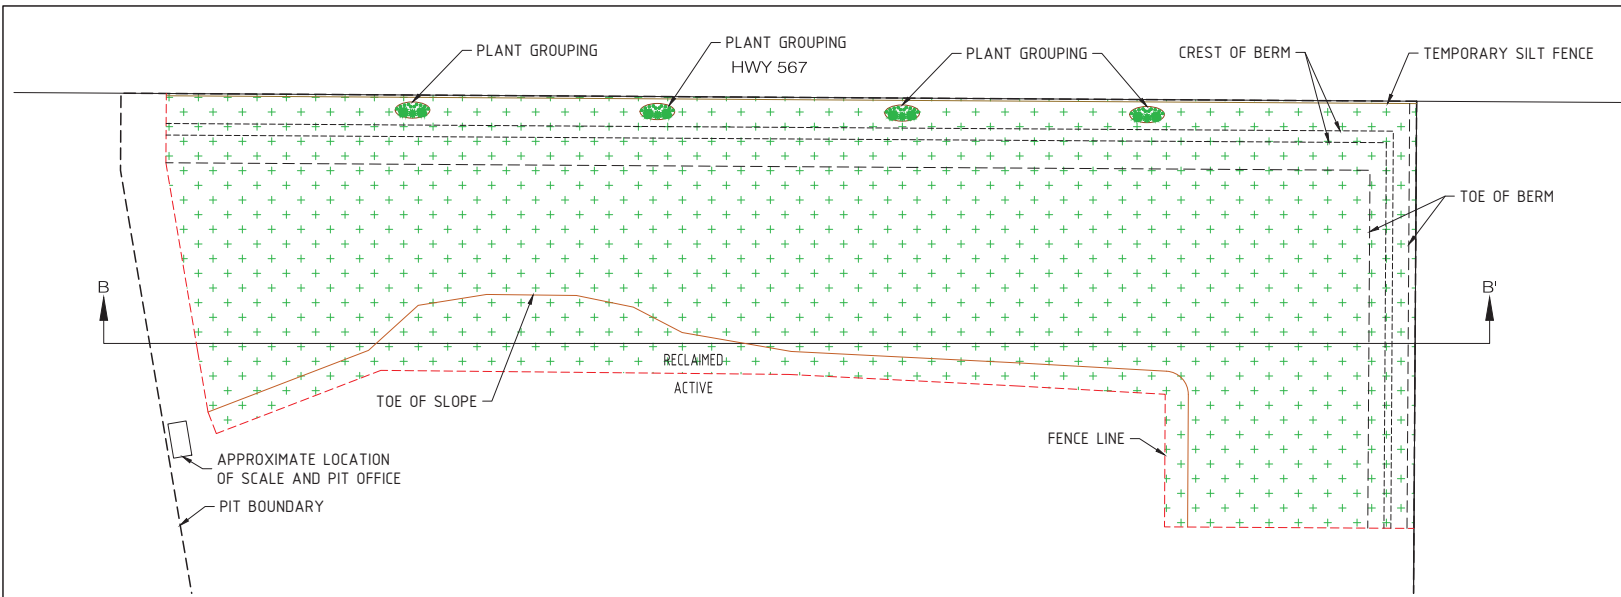 PLANT GROUPING
PLANT GROUPING
HWY 567
PLANT GROUPING
CREST OF BERM
TEMPORARY SILT FENCE
TOE OF BERM
B
B'
RECLAIMED
ACTIVE
TOE OF SLOPE
FENCE LINE
APPROXIMATE LOCATION
OF SCALE AND PIT OFFICE
PIT BOUNDARY